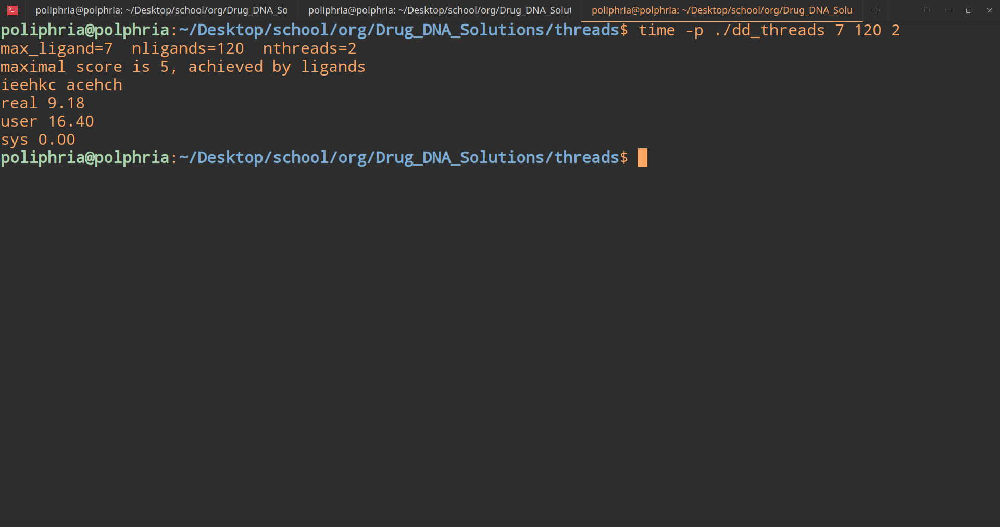 poliphria@polphria: ~/Desktop/school/org/Drug_DNA_So
poliphria@polphria: ~/Desktop/school/org/Drug_DNA_Solut
poliphria@polphria: ~/Desktop/school/org/Drug_DNA_Solu
poliphria@polphria:~/Desktop/school/org/Drug_DNA_Solutions/threads$ time -p ./dd_threads 7 120 2
max_ligand=7  nligands=120  nthreads=2
maximal score is 5, achieved by ligands
ieehkc acehch
real 9.18
user 16.40
sys 0.00
poliphria@polphria:~/Desktop/school/org/Drug_DNA_Solutions/threads$